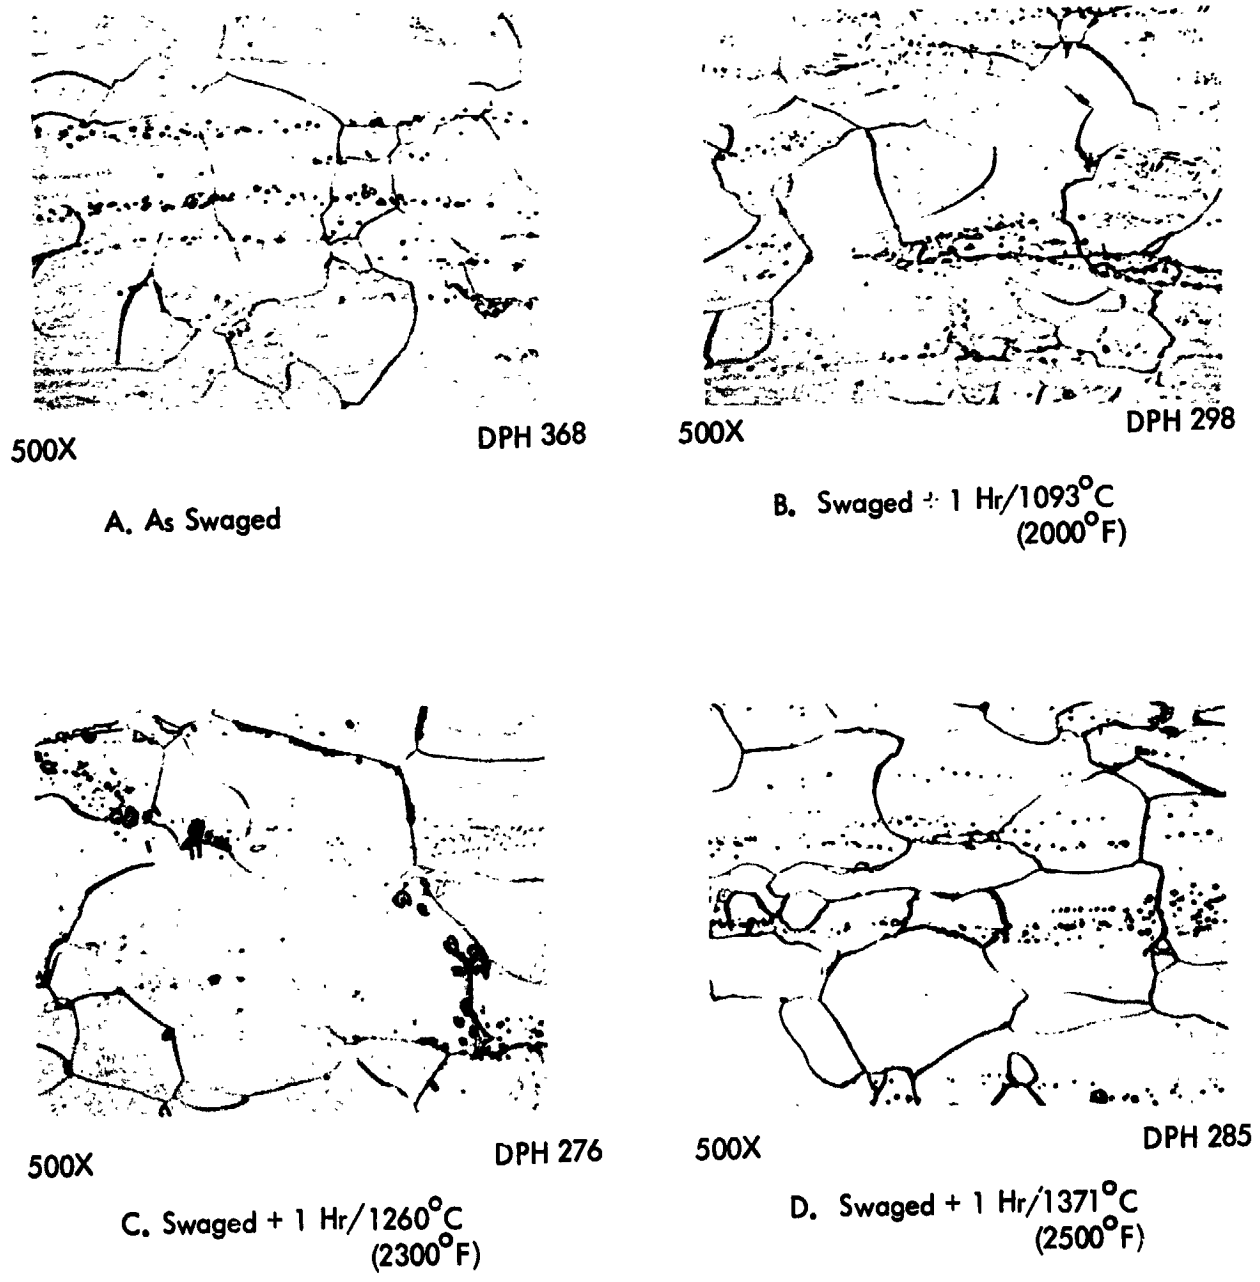 500X DPH 368
500X DPH 298
A. As Swaged
B. Swaged + 1 Hr/1093°C
(2000°F)
500X DPH 276
500X DPH 285
C. Swaged + 1 Hr/1260°C
(2300°F)
D. Swaged + 1 Hr/1371°C
(2500°F)